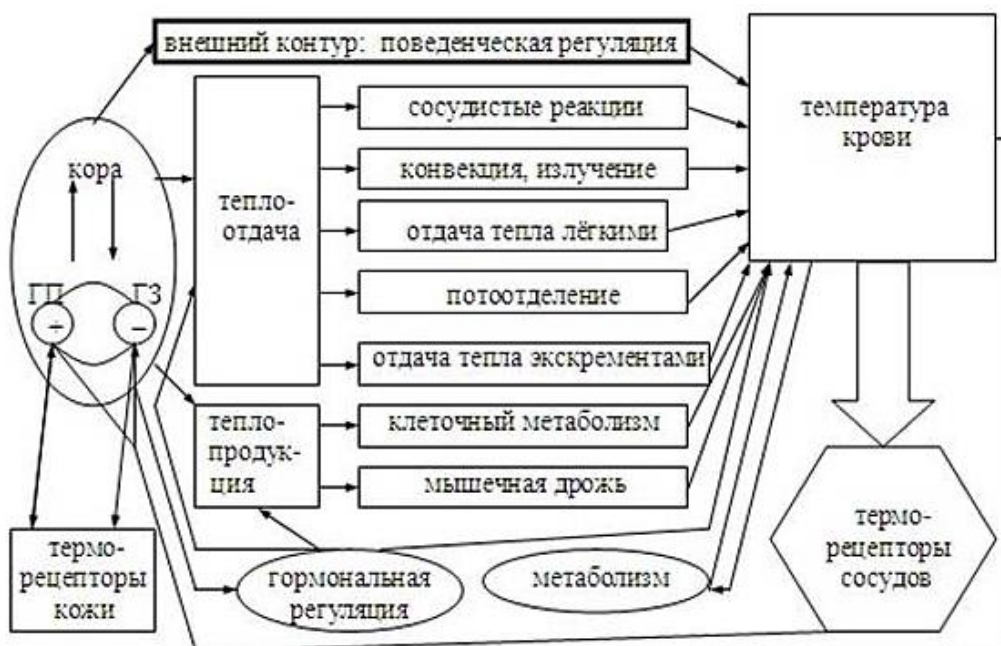 внешний контур: поведенческая регуляция
температура
крови
сосудистые реакции
кора
конвекция, излучение
тепло-
отдача
отдача тепла лёгкими
ГП
ГЗ
+
−
потоотделение
отдача тепла экскрементами
тепло-
продук-
ция
клеточный метаболизм
мышечная дрожь
термо-
рецепторы
сосудов
термо-
рецепторы
кожи
гормональная
регуляция
метаболизм